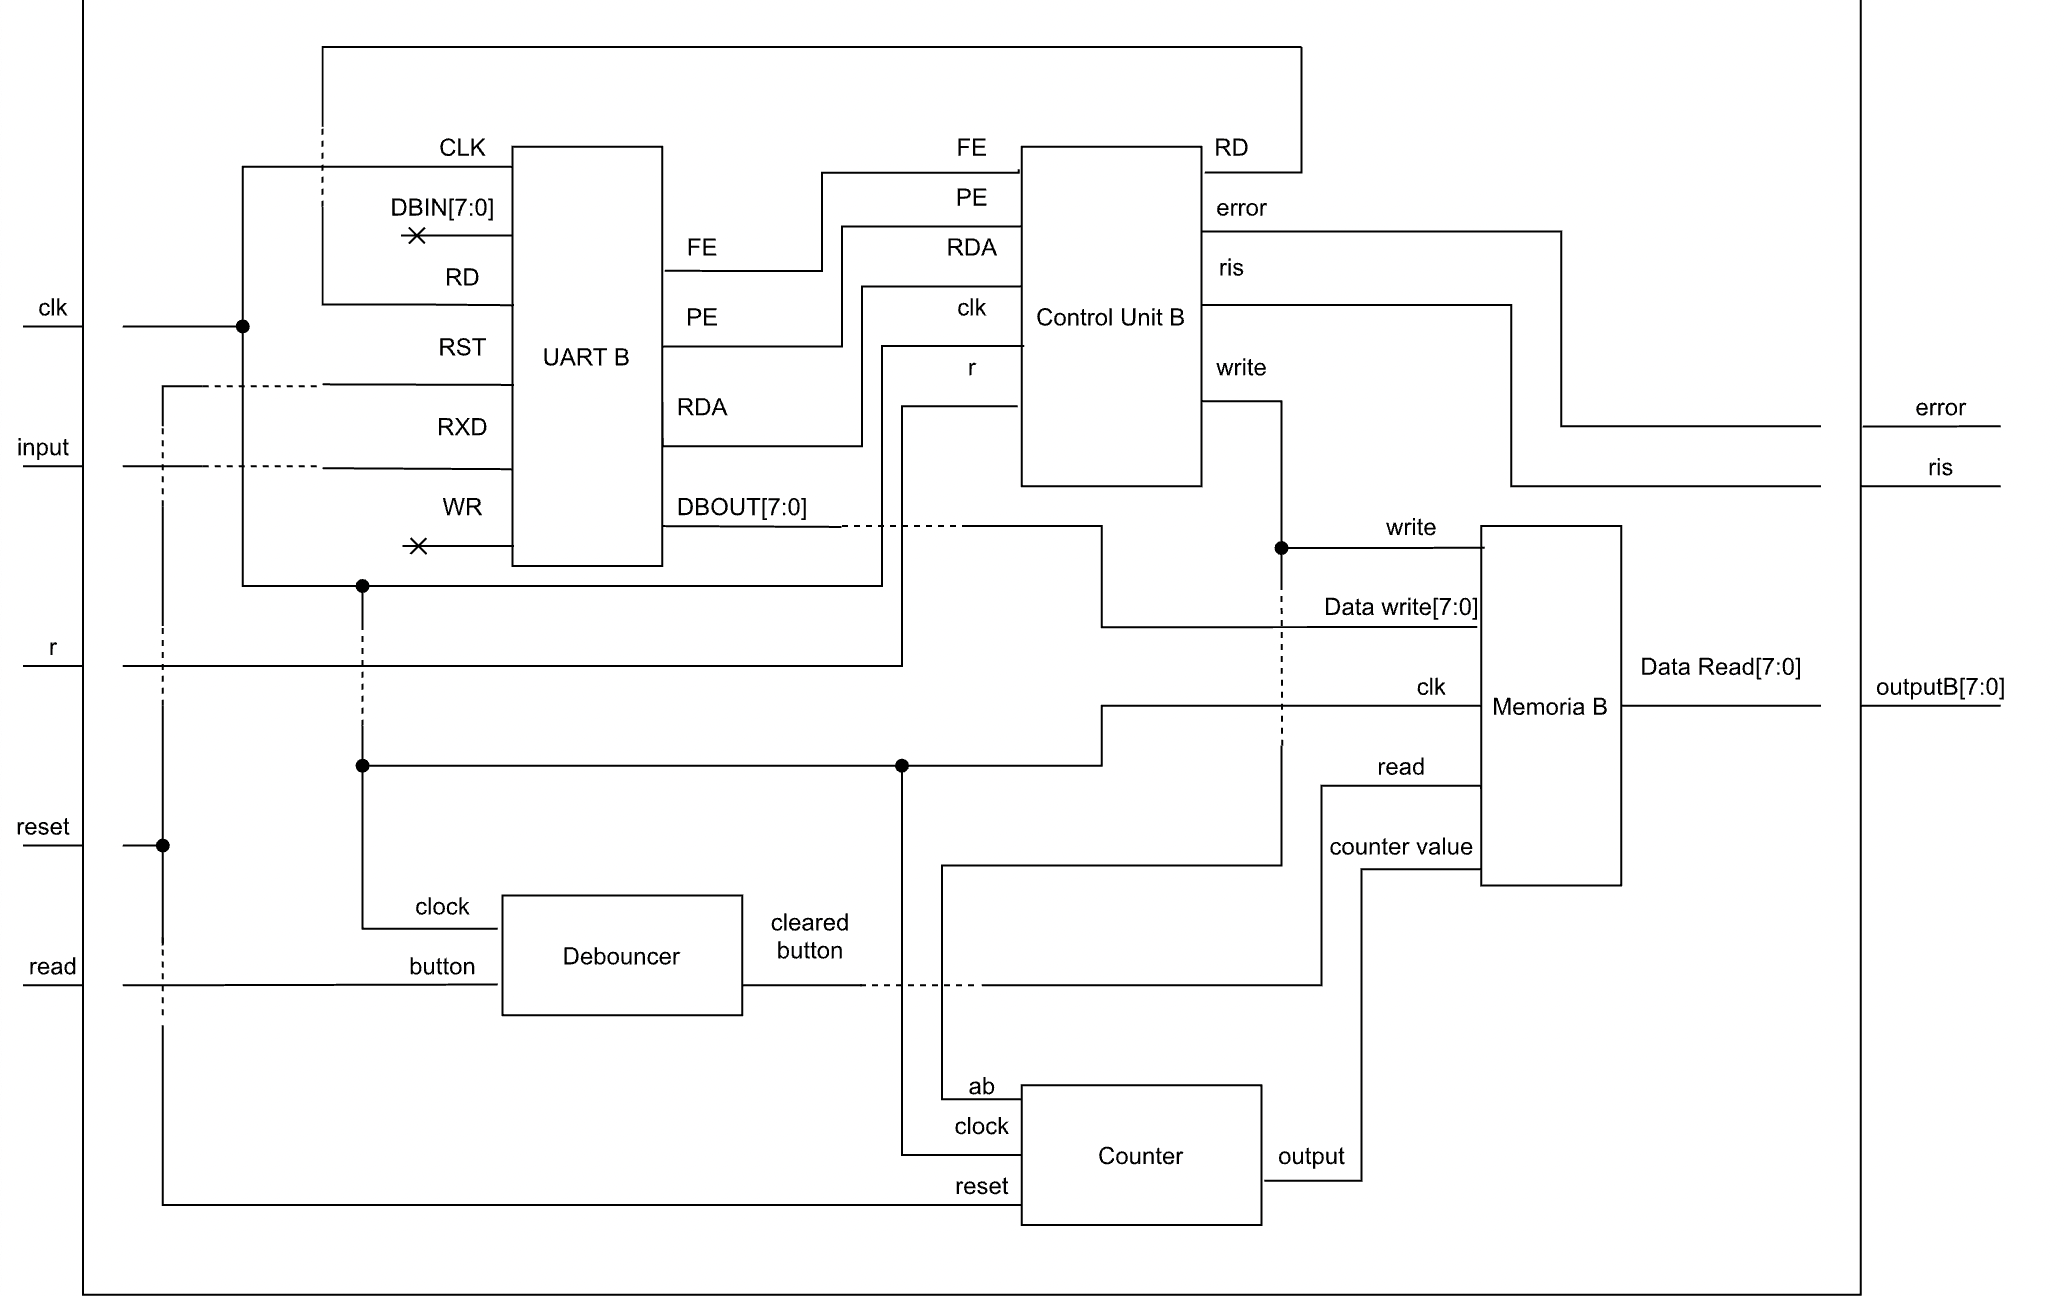 CLK
FE
RD
PE
DBIN[7:0]
error
FE
RDA
RD
ris
clk
clk
PE
Control Unit B
RST
UART B
r
write
RDA
error
RXD
input
ris
WR
DBOUT[7:0]
write
Data write[7:0]
r
Data Read[7:0]
clk
outputB[7:0]
Memoria B
read
reset
counter value
clock
cleared
button
Debouncer
read
button
ab
clock
Counter
output
reset